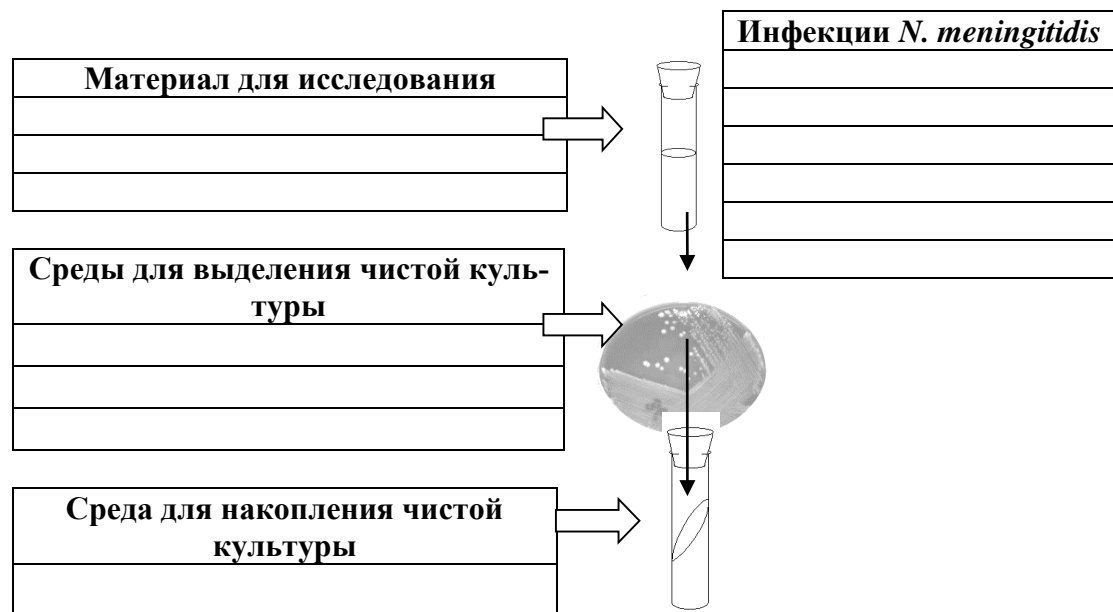 Инфекции N. meningitidis
Материал для исследования
Среды для выделения чистой куль-
туры
Среда для накопления чистой
культуры